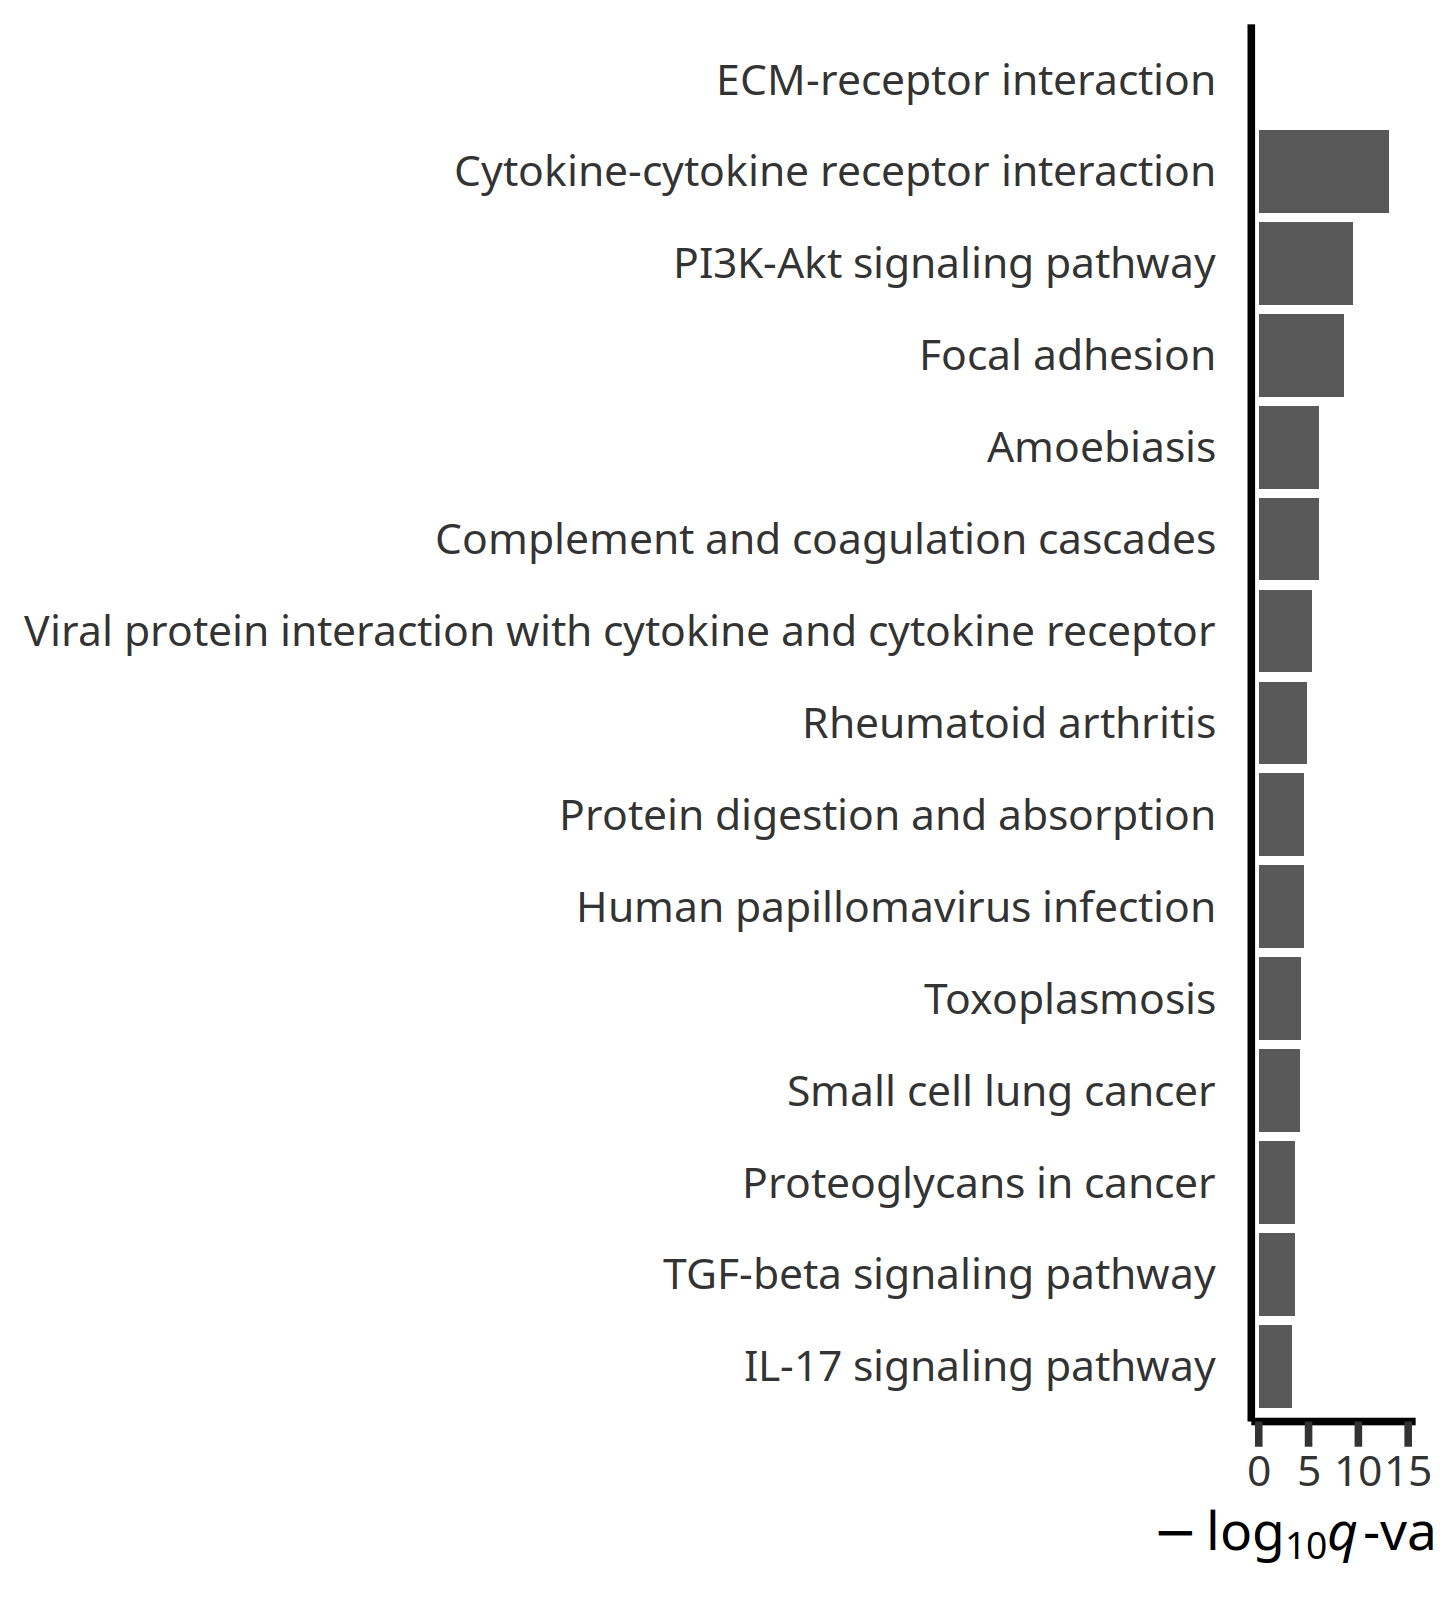 ECM-receptor interaction
Cytokine-cytokine receptor interaction
PI3K-Akt signaling pathway
Focal adhesion
Amoebiasis
Complement and coagulation cascades
Viral protein interaction with cytokine and cytokine receptor
Rheumatoid arthritis
Protein digestion and absorption
Human papillomavirus infection
Toxoplasmosis
Small cell lung cancer
Proteoglycans in cancer
TGF-beta signaling pathway
IL-17 signaling pathway
0 5 10 15
− log₁₀q-va